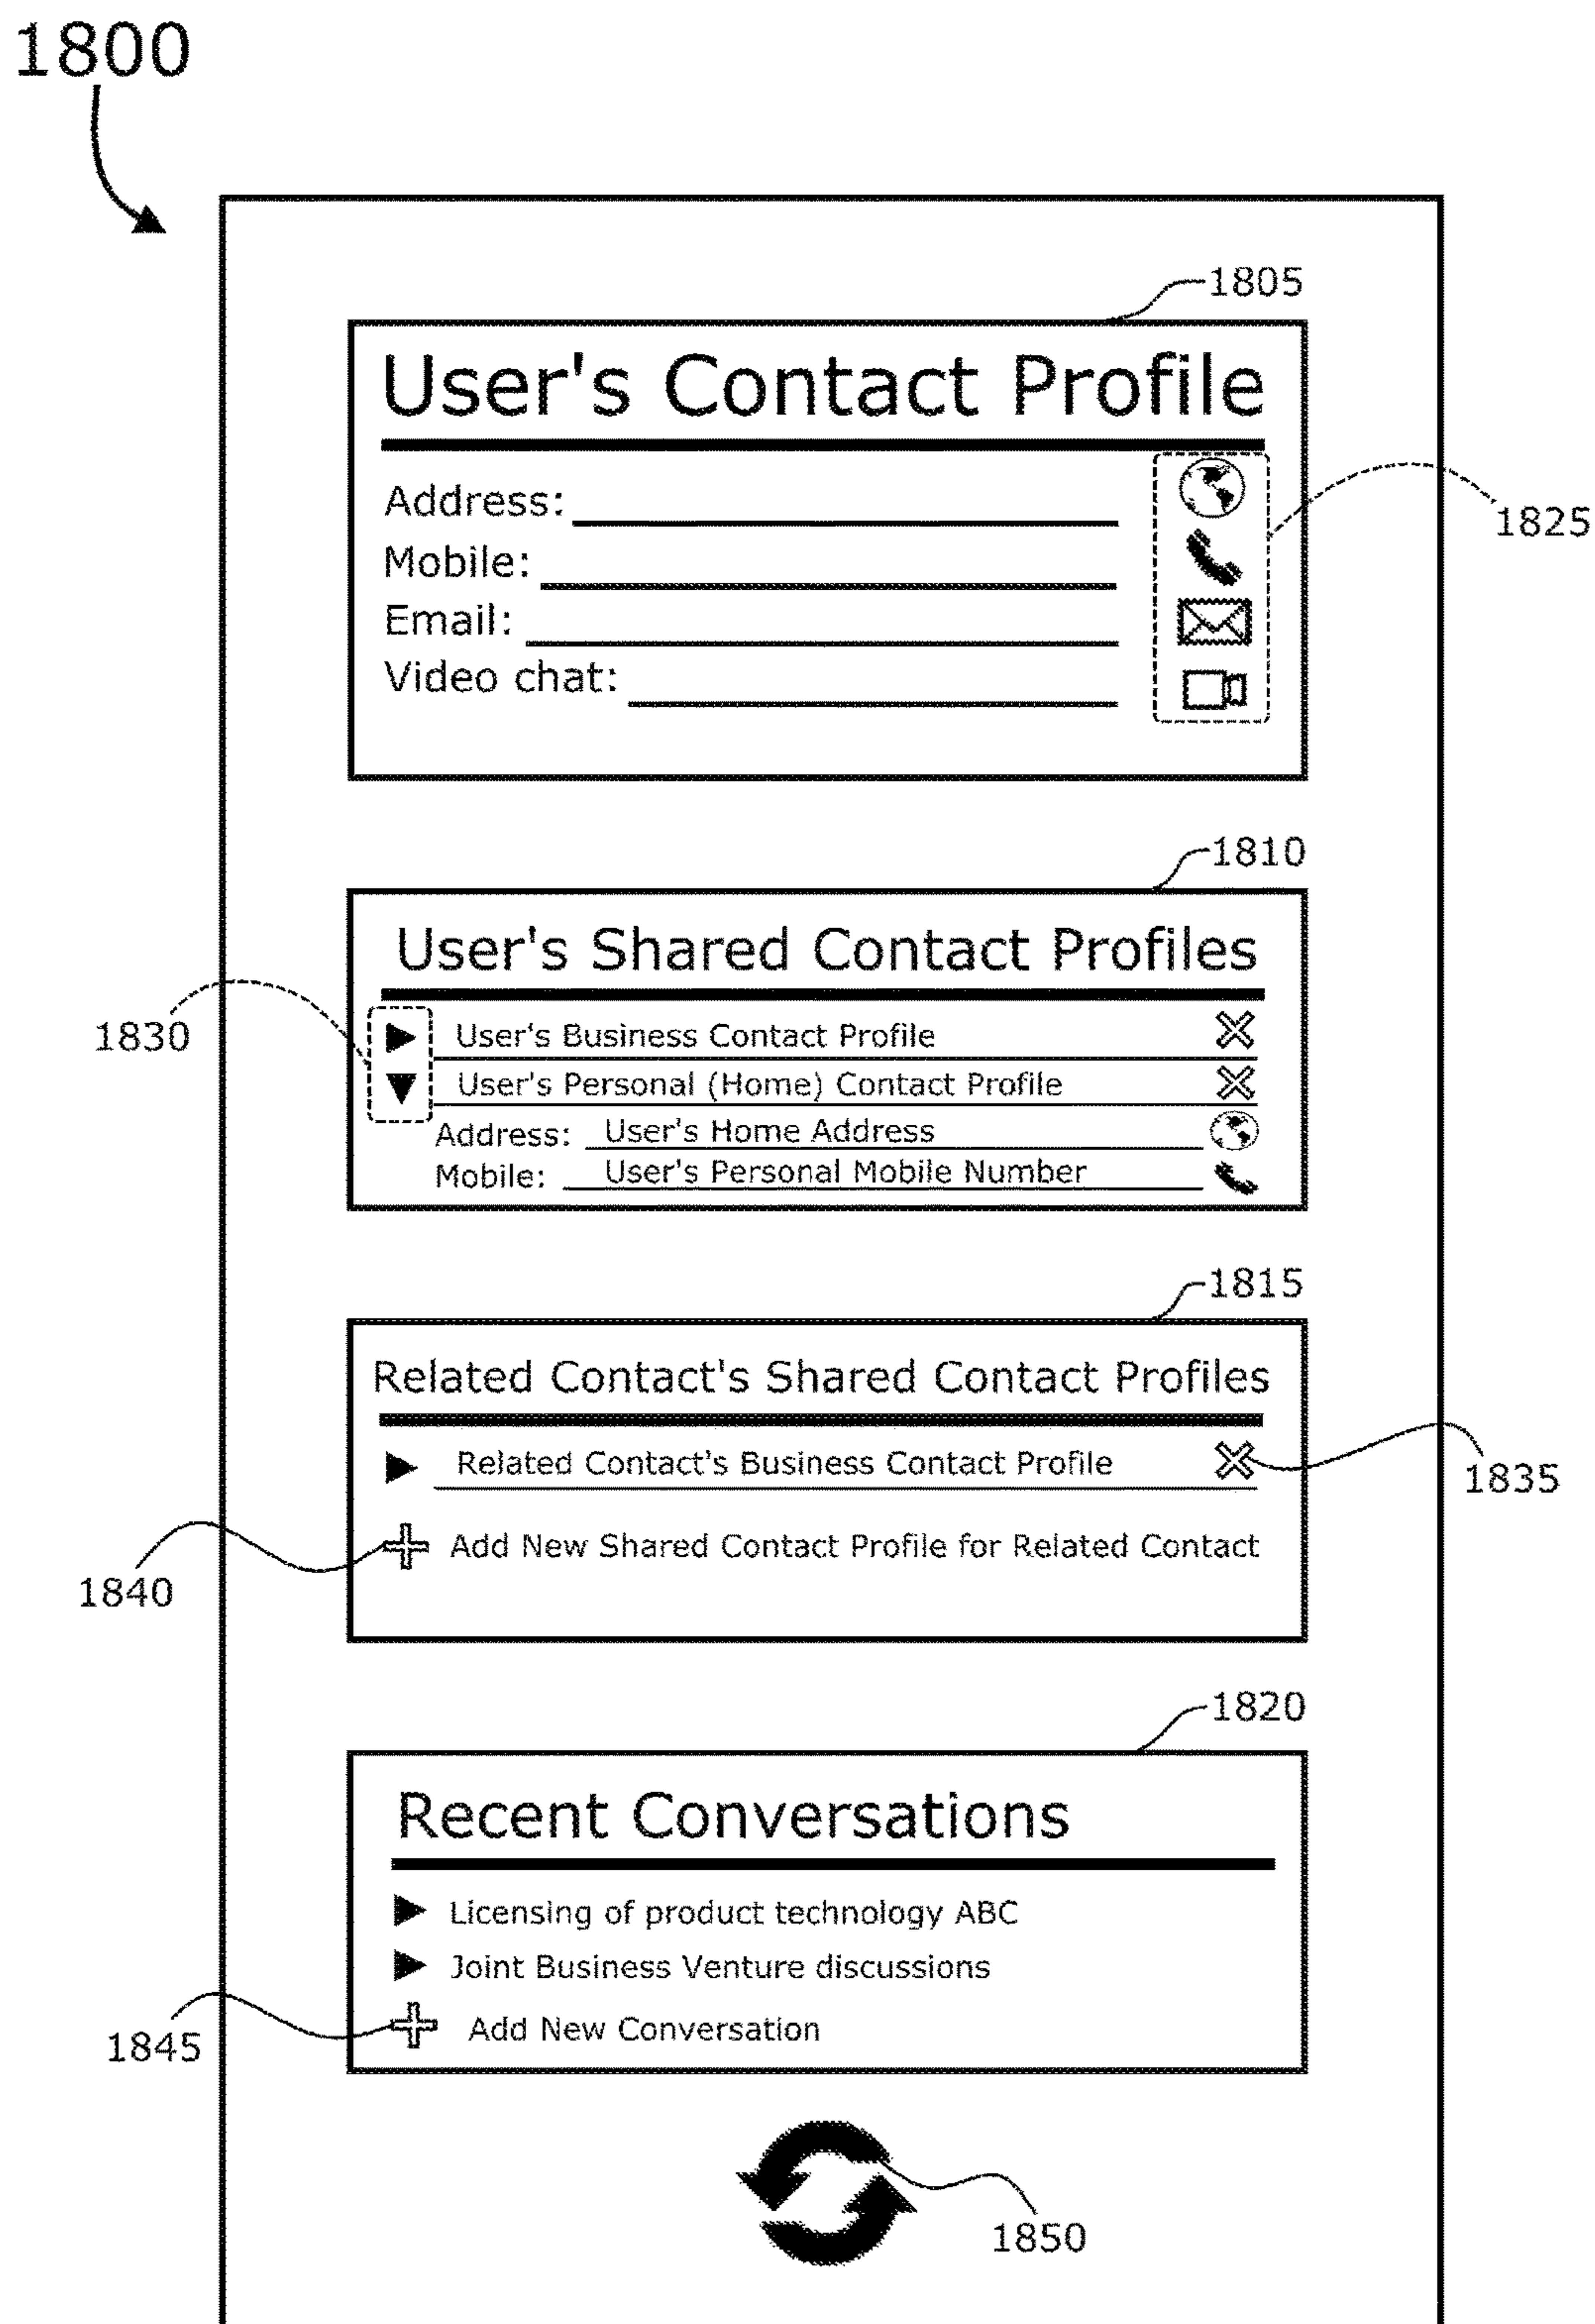 1800
1805
User's Contact Profile
Address:
Mobile:
Email:
Video chat:
1825
1810
User's Shared Contact Profiles
1830
User's Business Contact Profile
User's Personal (Home) Contact Profile
Address: User's Home Address
Mobile: User's Personal Mobile Number
1815
Related Contact's Shared Contact Profiles
Related Contact's Business Contact Profile
1835
Add New Shared Contact Profile for Related Contact
1840
1820
Recent Conversations
Licensing of product technology ABC
Joint Business Venture discussions
Add New Conversation
1845
1850